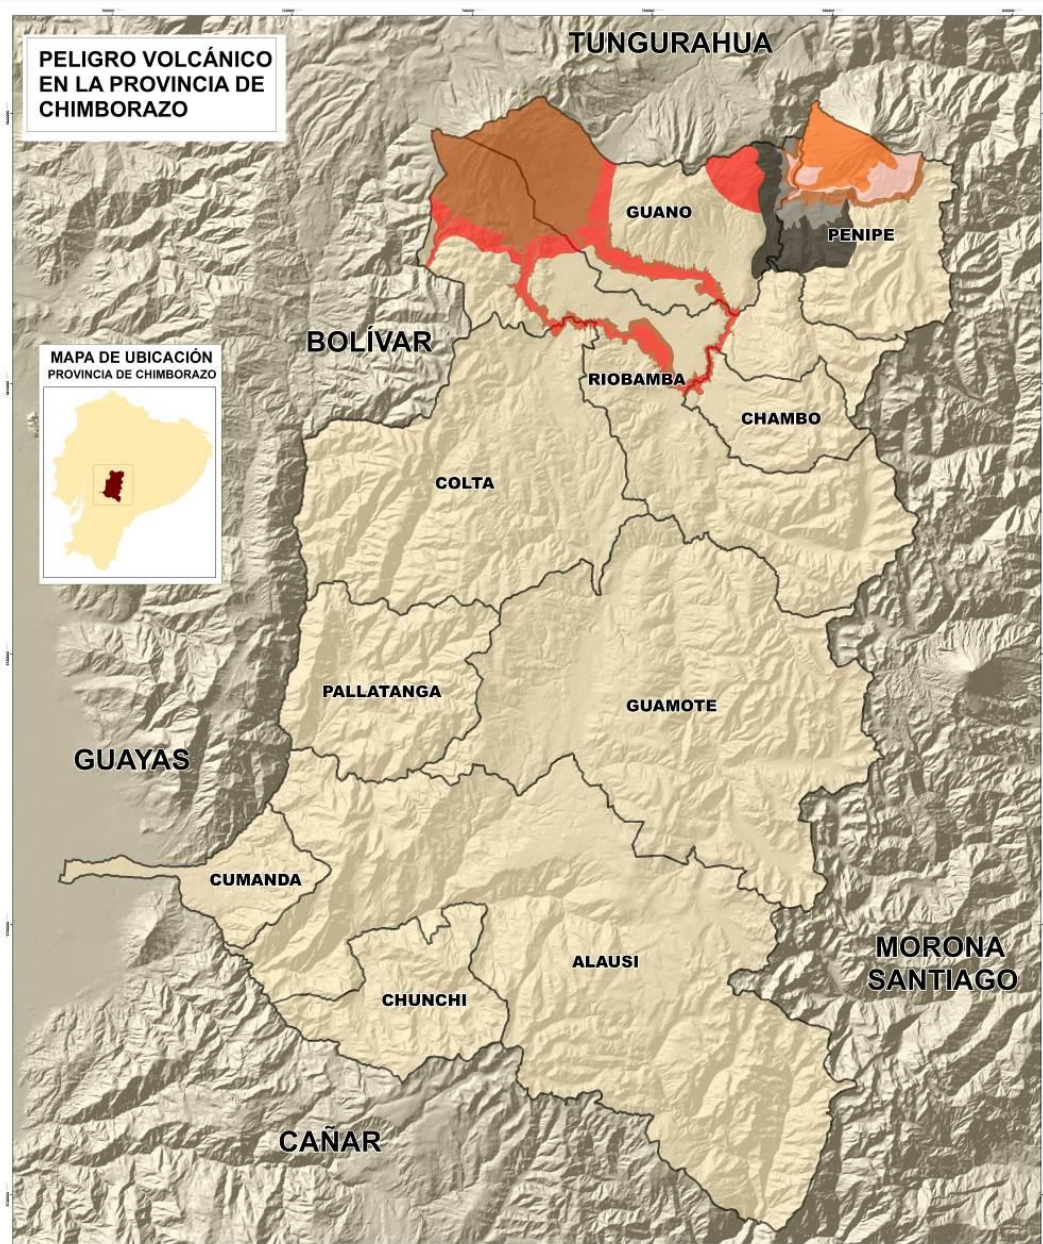 PELIGRO VOLCÁNICO
EN LA PROVINCIA DE
CHIMBORAZO
TUNGURAHUA
GUANO
PENIPE
BOLÍVAR
MAPA DE UBICACIÓN
PROVINCIA DE CHIMBORAZO
RIOBAMBA
CHAMBO
COLTA
PALLATANGA
GUAMOTE
GUAYAS
CUMANDA
ALAUSI
MORONA
SANTIAGO
CHUNCHI
CAÑAR